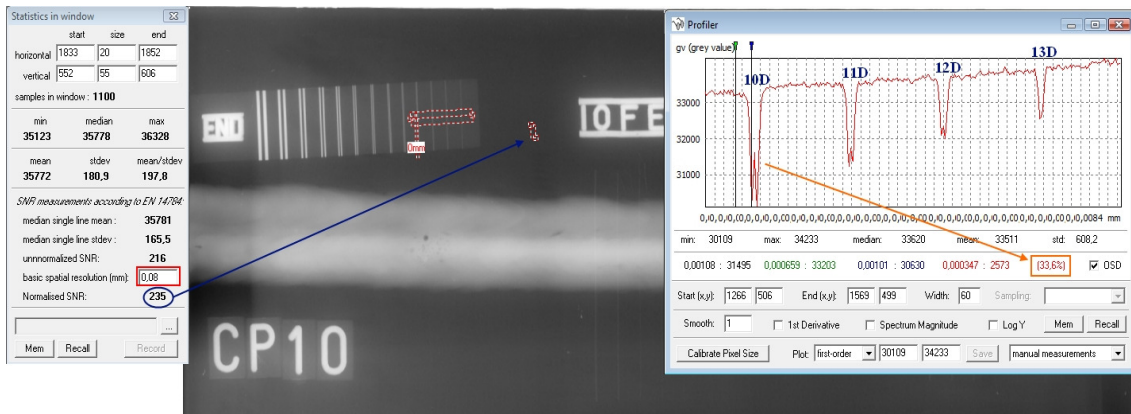 Statistics in window
start size end
horizontal 1833 20 1852
vertical 552 55 606
samples in window : 1100
min median max
35123 35778 36328
mean stdev mean/stdev
35772 180,9 197,8
SNR measurements according to EN 14784:
median single line mean : 35781
median single line stdev : 165,5
unnnormalized SNR: 216
basic spatial resolution (mm): 0,08
Normalised SNR: 235
...
Mem Recall Record
END
0mm
10FE
CP10
Profiler
gv (grey value)
10D 11D 12D 13D
33000
32000
31000
0,0084 mm
min: 30109 max: 34233 median: 33620 mean: 33511 std: 608,2
0,00108 : 31495 0,000659 : 33203 0,00101 : 30630 0,000347 : 2573 (33,6%) OSD
Start (x,y): 1266 506 End (x,y): 1569 499 Width: 60 Sampling:
Smooth: 1 1st Derivative Spectrum Magnitude Log Y Mem Recall
Calibrate Pixel Size Plot: first-order 30109 34233 Save manual measurements